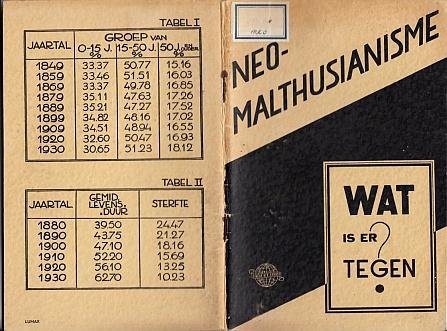 TABEL I
JAARTAL GROEP VAN
0-15 J. 15-50 J. 50 J. EN OUDER.
% % %
1849 33.37 50.77 15.16
1859 33.46 51.51 16.03
1869 33.37 49.78 16.85
1879 35.11 47.63 17.26
1889 35.21 47.27 17.52
1899 34.82 48.16 17.02
1909 34.51 48.94 16.55
1920 32.60 50.47 16.93
1930 30.65 51.23 18.12
TABEL II
JAARTAL GEMID. LEVENS. DUUR STERFTE
1880 39.50 24.47
1890 43.75 21.27
1900 47.10 18.16
1910 52.20 15.69
1920 56.10 13.25
1930 62.70 10.23
LUMAX
NEO-
MALTHUSIANISME
WAT
IS ER ?
TEGEN